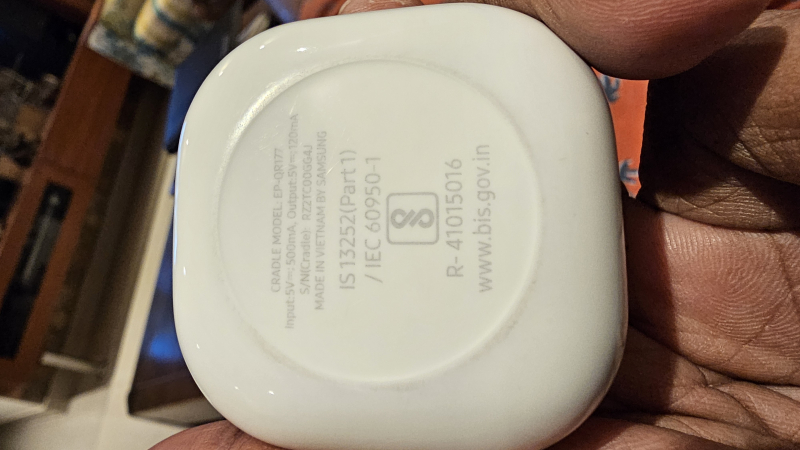 CRADLE MODEL: EP-QR177
Input:5V⎓; 500mA, Output:5V⎓; 120mA
S/N(Cradle): RZ2TC00IGG4J
MADE IN VIETNAM BY SAMSUNG
IS 13252(Part 1)
/ IEC 60950-1
R- 41015016
www.bis.gov.in